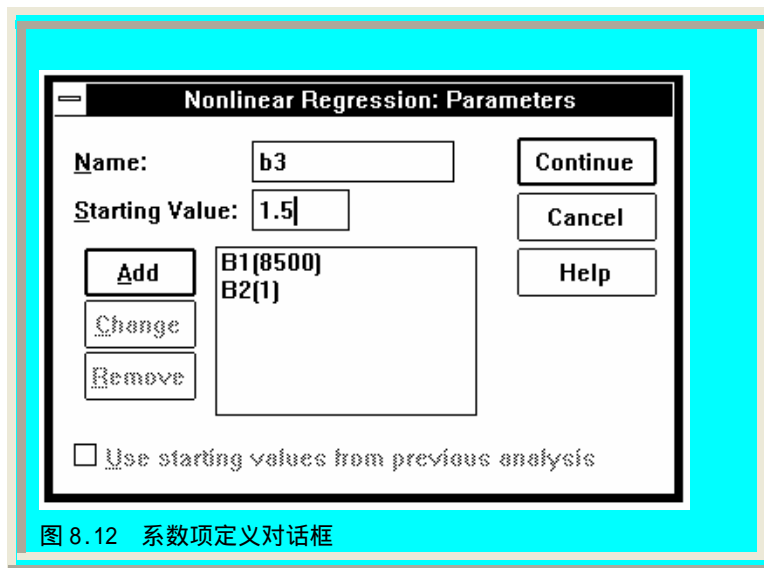 Nonlinear Regression: Parameters
Name: b3
Continue
Starting Value: 1.5
Cancel
Add
B1(8500)
B2(1)
Help
Change
Remove
Use starting values from previous analysis
图 8.12 系数项定义对话框